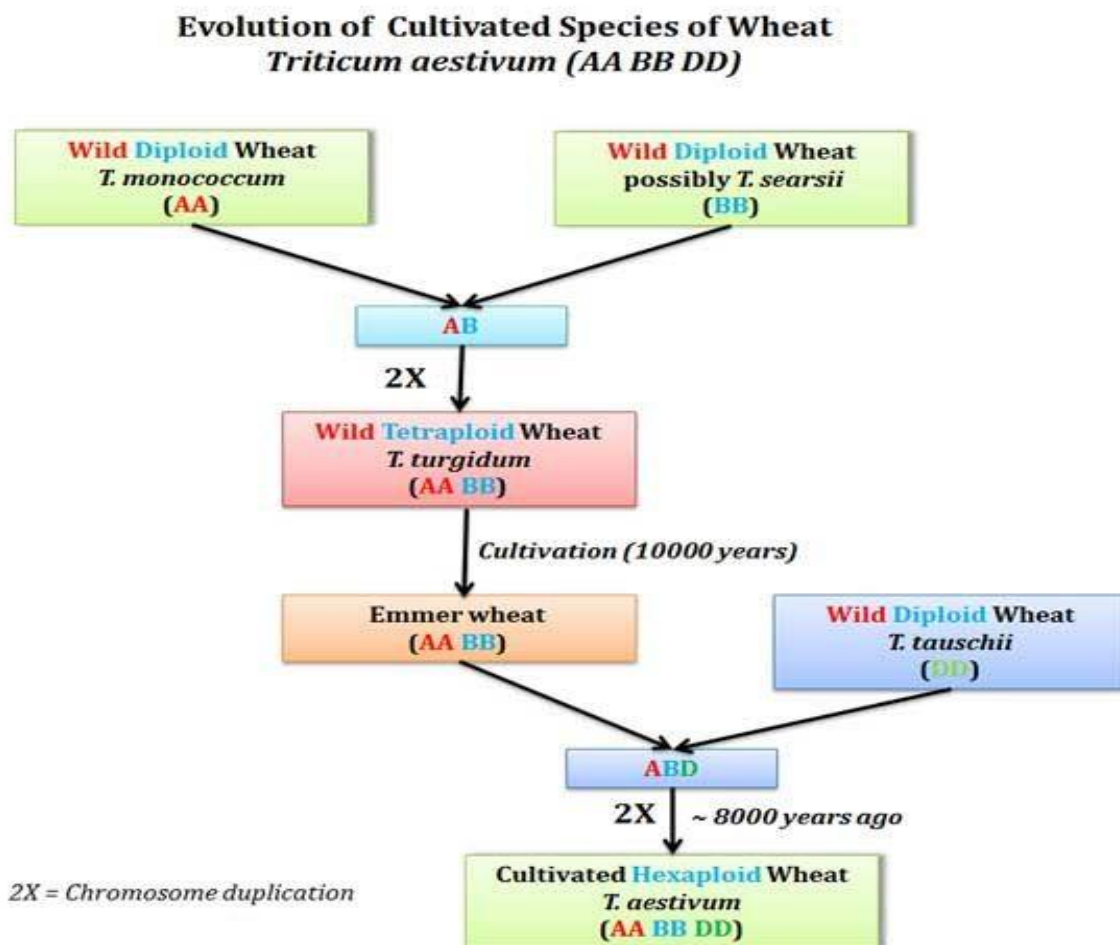 Evolution of Cultivated Species of Wheat
Triticum aestivum (AA BB DD)
Wild Diploid Wheat
T. monococcum
(AA)
Wild Diploid Wheat
possibly T. searsii
(BB)
AB
2X
Wild Tetraploid Wheat
T. turgidum
(AA BB)
Cultivation (10000 years)
Emmer wheat
(AA BB)
Wild Diploid Wheat
T. tauschii
(DD)
ABD
2X
~ 8000 years ago
Cultivated Hexaploid Wheat
T. aestivum
(AA BB DD)
2X = Chromosome duplication